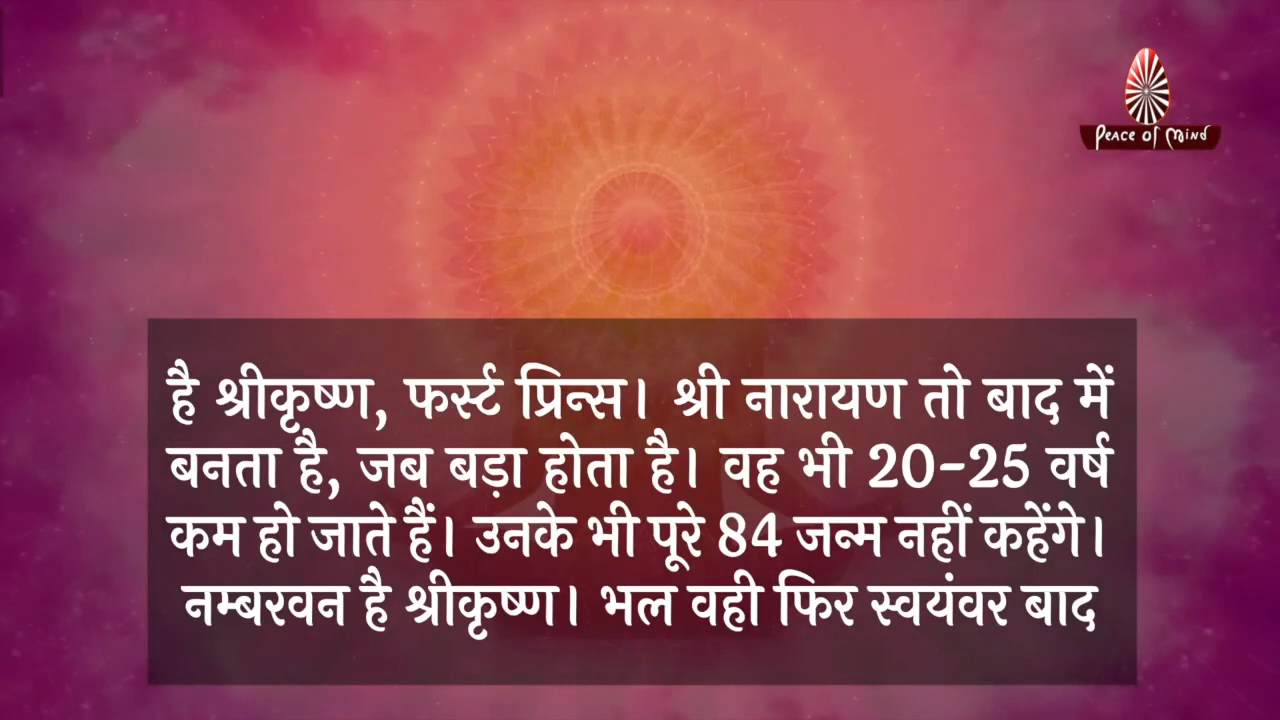 Peace of Mind
है श्रीकृष्ण, फर्स्ट प्रिन्स। श्री नारायण तो बाद में
बनता है, जब बड़ा होता है। वह भी 20-25 वर्ष
कम हो जाते हैं। उनके भी पूरे 84 जन्म नहीं कहेंगे।
नम्बरवन है श्रीकृष्ण। भल वही फिर स्वयंवर बाद